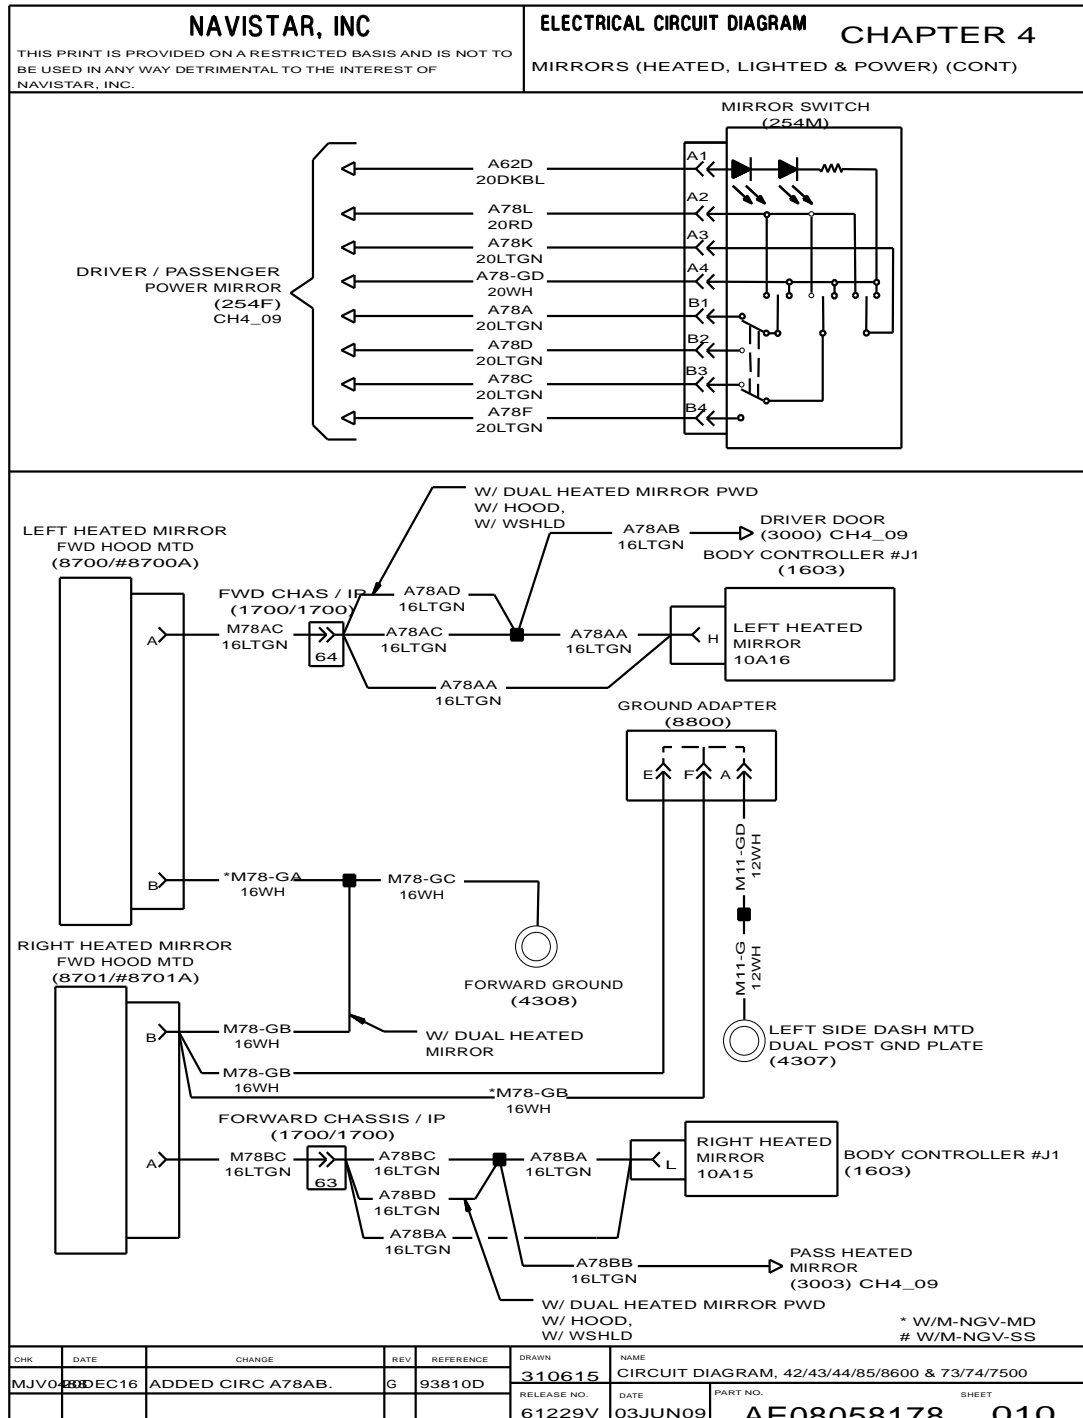 NAVISTAR, INC
THIS PRINT IS PROVIDED ON A RESTRICTED BASIS AND IS NOT TO
BE USED IN ANY WAY DETRIMENTAL TO THE INTEREST OF
NAVISTAR, INC.
ELECTRICAL CIRCUIT DIAGRAM
CHAPTER 4
MIRRORS (HEATED, LIGHTED & POWER) (CONT)
MIRROR SWITCH
(254M)
A62D
20DKBL
A1
A78L
20RD
A2
A78K
20LTGN
A3
A78-GD
20WH
A4
A78A
20LTGN
B1
A78D
20LTGN
B2
A78C
20LTGN
B3
A78F
20LTGN
B4
DRIVER / PASSENGER
POWER MIRROR
(254F)
CH4_09
W/ DUAL HEATED MIRROR PWD
W/ HOOD,
W/ WSHLD
LEFT HEATED MIRROR
FWD HOOD MTD
(8700/#8700A)
FWD CHAS / IP
(1700/1700)
A78AB
16LTGN
DRIVER DOOR
(3000) CH4_09
BODY CONTROLLER #J1
(1603)
A
M78AC
16LTGN
64
A78AD
16LTGN
A78AC
16LTGN
A78AA
16LTGN
H
LEFT HEATED
MIRROR
10A16
A78AA
16LTGN
GROUND ADAPTER
(8800)
E
F
A
M11-GD
12WH
M11-G
12WH
B
*M78-GA
16WH
M78-GC
16WH
FORWARD GROUND
(4308)
LEFT SIDE DASH MTD
DUAL POST GND PLATE
(4307)
RIGHT HEATED MIRROR
FWD HOOD MTD
(8701/#8701A)
B
M78-GB
16WH
W/ DUAL HEATED
MIRROR
M78-GB
16WH
*M78-GB
16WH
FORWARD CHASSIS / IP
(1700/1700)
A
M78BC
16LTGN
63
A78BC
16LTGN
A78BD
16LTGN
A78BA
16LTGN
A78BA
16LTGN
L
RIGHT HEATED
MIRROR
10A15
BODY CONTROLLER #J1
(1603)
A78BB
16LTGN
PASS HEATED
MIRROR
(3003) CH4_09
W/ DUAL HEATED MIRROR PWD
W/ HOOD,
W/ WSHLD
* W/M-NGV-MD
# W/M-NGV-SS
CHK DATE CHANGE REV REFERENCE
DEC16 ADDED CIRC A78AB. G 93810D
DRAWN
310615
NAME
CIRCUIT DIAGRAM, 42/43/44/85/8600 & 73/74/7500
RELEASE NO.
61229V
DATE
03JUN09
PART NO.
AE08058178
SHEET
010